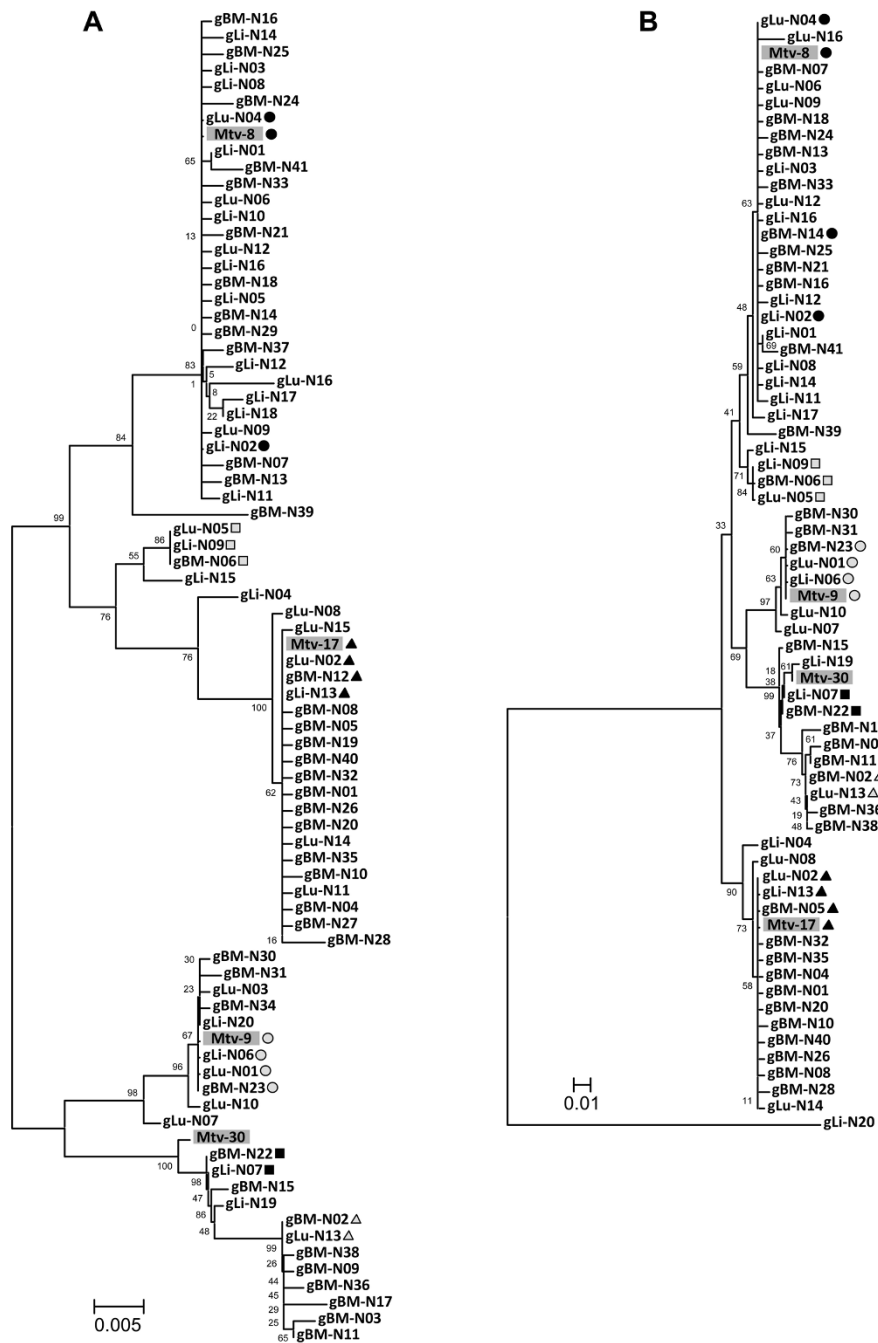 A
gBM-N16
gLi-N14
gBM-N25
gLi-N03
gLi-N08
gBM-N24
gLu-N04
Mtv-8
gLi-N01
65
gBM-N41
gBM-N33
gLu-N06
gLi-N10
13
gBM-N21
gLu-N12
gLi-N16
gBM-N18
gLi-N05
gBM-N14
0
gBM-N29
gBM-N37
83
gLi-N12
5
1
gLu-N16
8
gLi-N17
22
gLi-N18
gLu-N09
84
gLi-N02
gBM-N07
gBM-N13
gLi-N11
gBM-N39
99
gLu-N05
86
gLi-N09
55
gBM-N06
gLi-N15
gLi-N04
76
gLu-N08
gLu-N15
Mtv-17
76
gLu-N02
gBM-N12
gLi-N13
100
gBM-N08
gBM-N05
gBM-N19
gBM-N40
gBM-N32
62
gBM-N01
gBM-N26
gBM-N20
gLu-N14
gBM-N35
gBM-N10
gLu-N11
gBM-N04
gBM-N27
16
gBM-N28
30
gBM-N30
gBM-N31
23
gLu-N03
gBM-N34
gLi-N20
67
Mtv-9
gLi-N06
96
gLu-N01
98
gBM-N23
gLu-N10
gLu-N07
Mtv-30
100
gBM-N22
98
gLi-N07
47
gBM-N15
86
gLi-N19
48
gBM-N02
gLu-N13
99
gBM-N38
26
gBM-N09
44
gBM-N36
45
gBM-N17
29
25
gBM-N03
65
gBM-N11
0.005
B
gLu-N04
gLu-N16
Mtv-8
gBM-N07
gLu-N06
gLu-N09
gBM-N18
gBM-N24
gBM-N13
gLi-N03
gBM-N33
63
gLu-N12
gLi-N16
gBM-N14
gBM-N25
gBM-N21
gBM-N16
48
gLi-N12
gLi-N02
gLi-N01
69
gBM-N41
59
gLi-N08
gLi-N14
gLi-N11
41
gLi-N17
gBM-N39
gLi-N15
71
gLi-N09
gBM-N06
84
gLu-N05
gBM-N30
33
gBM-N31
60
gBM-N23
gLu-N01
63
gLi-N06
97
Mtv-9
gLu-N10
gLu-N07
69
gBM-N15
18
61
gLi-N19
38
Mtv-30
99
gLi-N07
gBM-N22
37
gBM-N1
61
gBM-N0
76
gBM-N11
73
gBM-N02
43
gLu-N13
19
gBM-N36
48
gBM-N38
gLi-N04
90
gLu-N08
gLu-N02
gLi-N13
gBM-N05
73
Mtv-17
gBM-N32
gBM-N35
58
gBM-N04
gBM-N01
gBM-N20
gBM-N10
gBM-N40
gBM-N26
gBM-N08
gBM-N28
11
gLu-N14
gLi-N20
0.01